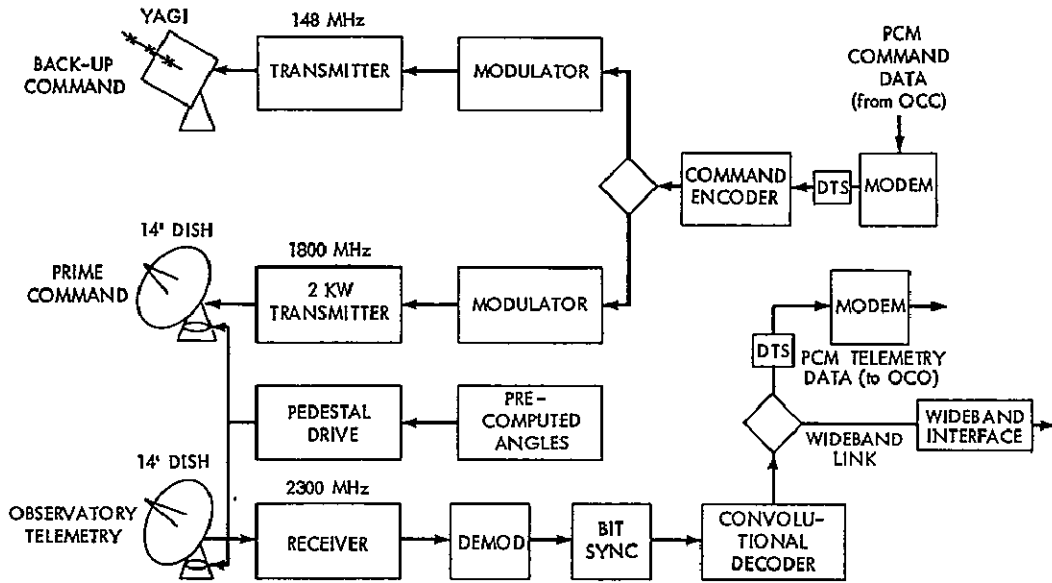 YAGI
BACK-UP
COMMAND
148 MHz
TRANSMITTER
MODULATOR
PCM
COMMAND
DATA
(from OCC)
COMMAND
ENCODER
DTS
MODEM
14' DISH
PRIME
COMMAND
1800 MHz
2 KW
TRANSMITTER
MODULATOR
MODEM
DTS
PCM TELEMETRY
DATA (to OCO)
PEDESTAL
DRIVE
PRE-
COMPUTED
ANGLES
WIDEBAND
LINK
WIDEBAND
INTERFACE
14' DISH
OBSERVATORY
TELEMETRY
2300 MHz
RECEIVER
DEMOD
BIT
SYNC
CONVOLU-
TIONAL
DECODER